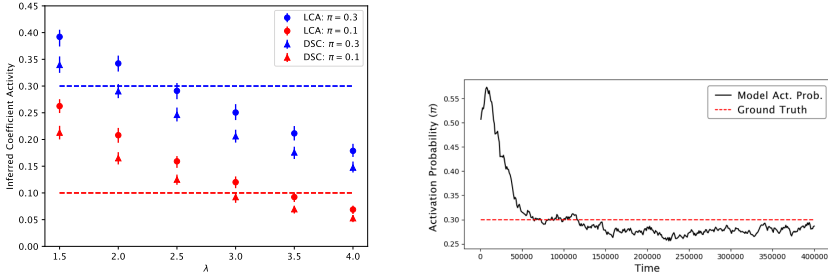 0.45
0.40
0.35
0.30
0.25
0.20
0.15
0.10
0.05
0.00
Inferred Coefficient Activity
LCA: π = 0.3
LCA: π = 0.1
DSC: π = 0.3
DSC: π = 0.1
1.5 2.0 2.5 3.0 3.5 4.0
λ
Activation Probability (π)
0.55
0.50
0.45
0.40
0.35
0.30
0.25
Model Act. Prob.
Ground Truth
0 50000 100000 150000 200000 250000 300000 350000 400000
Time